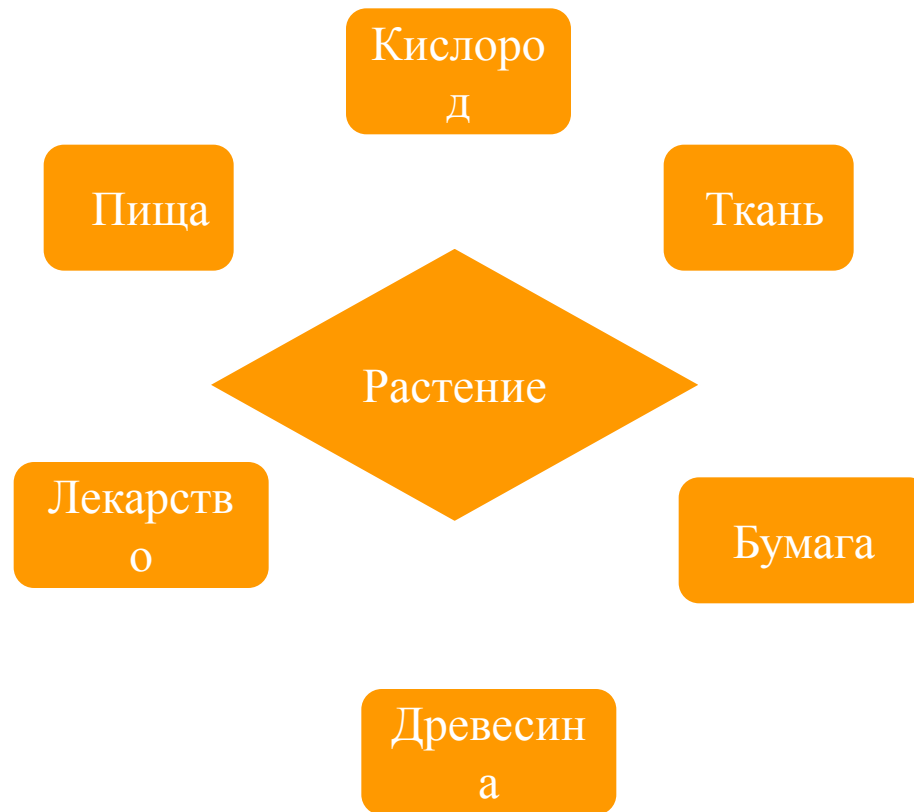 Кислоро
д
Пища
Ткань
Растение
Лекарств
о
Бумага
Древесин
а